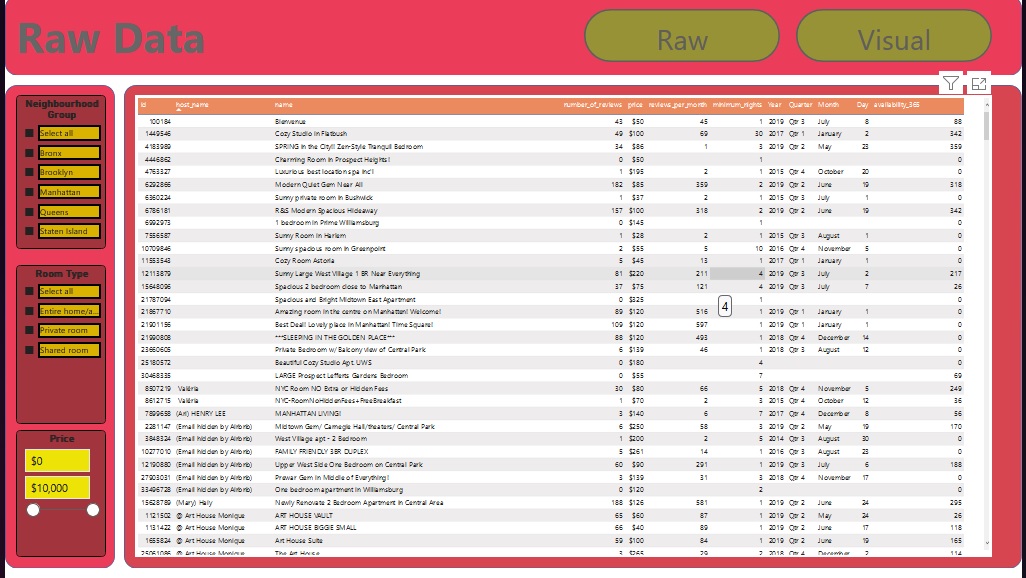 Raw Data
Raw
Visual
Neighbourhood
Group
Select all
Bronx
Brooklyn
Manhattan
Queens
Staten Island
Room Type
Select all
Entire home/a...
Private room
Shared room
Price
$0
$10,000
id host_name name number_of_reviews price reviews_per_month minimum_nights Year Quarter Month Day availability_365
100184 Bienvenue 43 $50 45 1 2019 Qtr 3 July 8 88
1449546 Cozy Studio in Flatbush 49 $100 69 30 2017 Qtr 1 January 2 342
4183989 SPRING in the City!! Zen-Style Tranquil Bedroom 34 $86 1 3 2019 Qtr 2 May 23 359
4446862 Charming Room in Prospect Heights! 0 $50 1 0
4763327 Luxurious best location spa inc'l 1 $195 2 1 2015 Qtr 4 October 20 0
6292866 Modern Quiet Gem Near All 182 $85 359 2 2019 Qtr 2 June 19 318
6360224 Sunny private room in Bushwick 1 $37 2 1 2015 Qtr 3 July 1 0
6786181 R&S Modern Spacious Hideaway 157 $100 318 2 2019 Qtr 2 June 19 342
6992973 1 bedroom in Prime Williamsburg 0 $145 1 0
7556587 Sunny Room in Harlem 1 $28 2 1 2015 Qtr 3 August 1 0
10709846 Sunny spacious room in Greenpoint 2 $55 5 10 2016 Qtr 4 November 5 0
11553543 Cozy Room Astoria 5 $45 13 1 2017 Qtr 1 January 1 0
12113879 Sunny Large West Village 1 BR Near Everything 81 $220 211 4 2019 Qtr 3 July 2 217
15648096 Spacious 2 bedroom close to Manhattan 37 $75 121 4 2019 Qtr 3 July 7 26
21787094 Spacious and Bright Midtown East Apartment 0 $325 1 0
4
21867710 Amazing room in the centre on Manhattan! Welcome! 89 $120 516 1 2019 Qtr 1 January 1 0
21901156 Best Deal! Lovely place in Manhattan! Time Square! 109 $120 597 1 2019 Qtr 1 January 1 0
21990808 ***SLEEPING IN THE GOLDEN PLACE*** 88 $120 493 1 2018 Qtr 4 December 14 0
23660605 Private Bedroom w/ Balcony view of Central Park 6 $139 46 1 2018 Qtr 3 August 12 0
25180572 Beautiful Cozy Studio Apt. UWS 0 $180 4 0
30468335 LARGE Prospect Lefferts Gardens Bedroom 0 $55 7 69
8507219 Valéria NYC Room NO Extra or Hidden Fees 30 $80 66 5 2018 Qtr 4 November 5 249
8612715 Valéria NYC-RoomNoHiddenFees+FreeBreakfast 1 $70 2 3 2015 Qtr 4 October 12 36
7899658 (Ari) HENRY LEE MANHATTAN LIVING! 3 $140 6 7 2017 Qtr 4 December 8 56
2281147 (Email hidden by Airbnb) Midtown Gem/ Carnegie Hall/theaters/ Central Park 6 $250 58 3 2019 Qtr 2 May 19 170
3848324 (Email hidden by Airbnb) West Village apt - 2 Bedroom 1 $200 2 5 2014 Qtr 3 August 30 0
10277010 (Email hidden by Airbnb) FAMILY FRIENDLY 3BR DUPLEX 5 $261 14 1 2016 Qtr 3 August 23 0
12190880 (Email hidden by Airbnb) Upper West Side One Bedroom on Central Park 60 $90 291 1 2019 Qtr 3 July 6 188
27903031 (Email hidden by Airbnb) Prewar Gem in Middle of Everything! 3 $139 31 3 2018 Qtr 4 November 17 0
33496728 (Email hidden by Airbnb) One bedroom apartment in Williamsburg 0 $120 2 0
15628789 (Mary) Haiy Newly Renovate 2 Bedroom Apartment in Central Area 188 $126 581 1 2019 Qtr 2 June 24 295
1121502 @ Art House Monique ART HOUSE VAULT 65 $60 87 1 2019 Qtr 2 May 24 26
1131422 @ Art House Monique ART HOUSE BIGGIE SMALL 66 $40 89 1 2019 Qtr 2 June 17 118
1655824 @ Art House Monique Art House Suite 59 $100 84 1 2019 Qtr 2 June 19 165
25061086 @ Art House Monique The Art House 3 $265 29 2 2018 Qtr 4 December 2 114